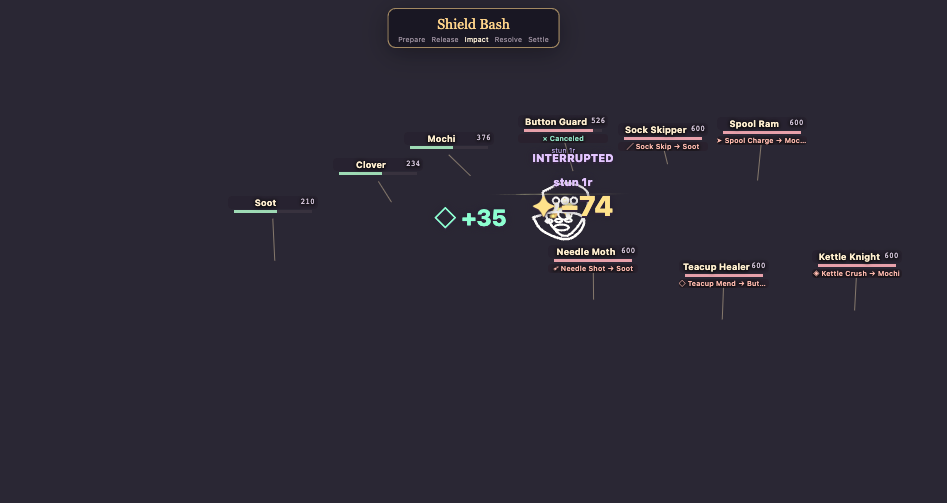 Shield Bash
Prepare Release Impact Resolve Settle
Button Guard 526
× Canceled
stun 1r
INTERRUPTED
stun 1r
-74
Sock Skipper 600
Sock Skip → Soot
Spool Ram 600
➤ Spool Charge → Moc…
Mochi 376
Clover 234
Soot 210
◇ +35
Needle Moth 600
Needle Shot → Soot
Teacup Healer 600
◇ Teacup Mend → But…
Kettle Knight 600
◈ Kettle Crush → Mochi